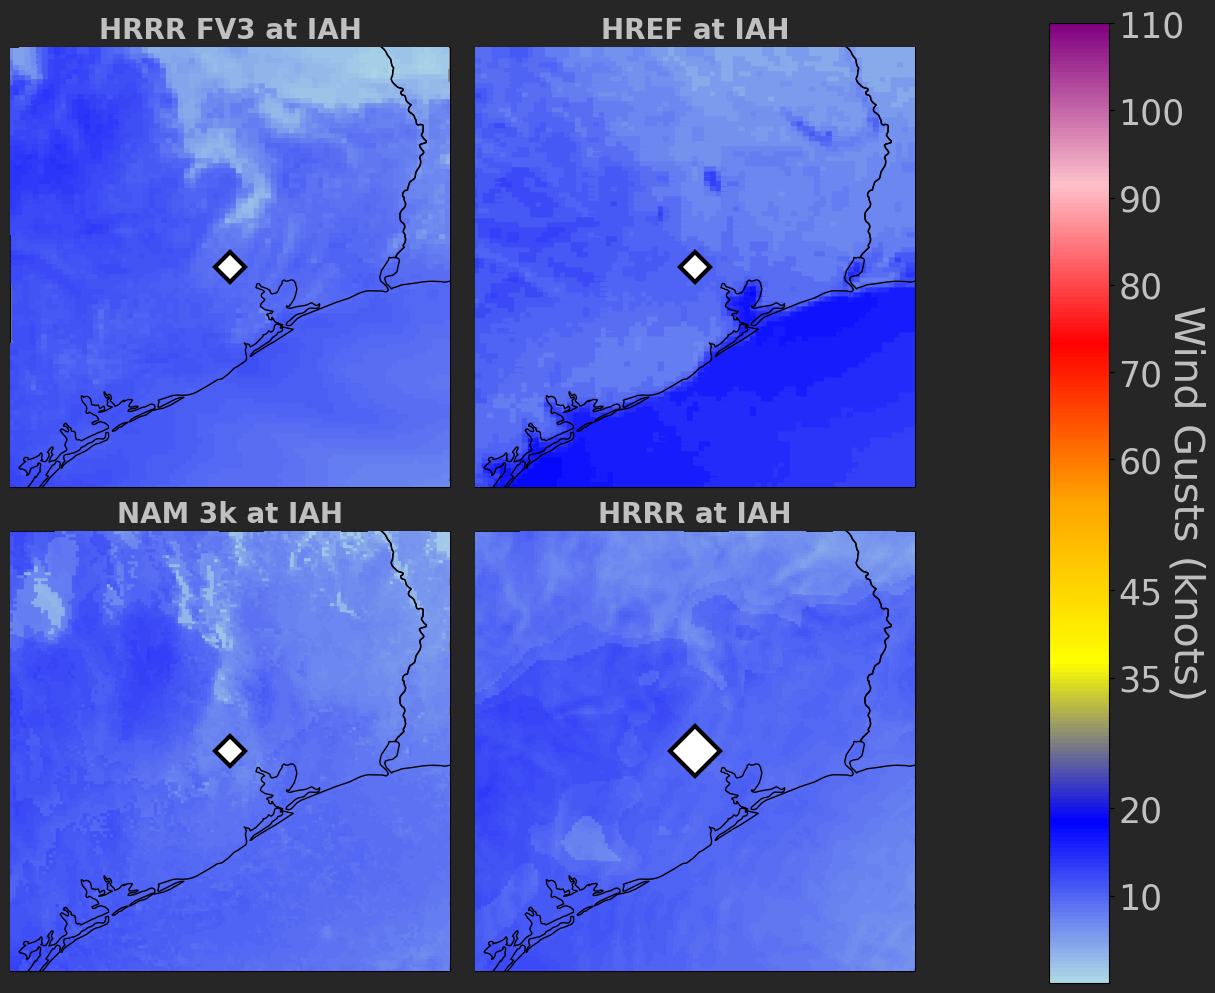 HRRR FV3 at IAH
HREF at IAH
NAM 3k at IAH
HRRR at IAH
110
100
90
80
70
60
45
35
20
10
Wind Gusts (knots)